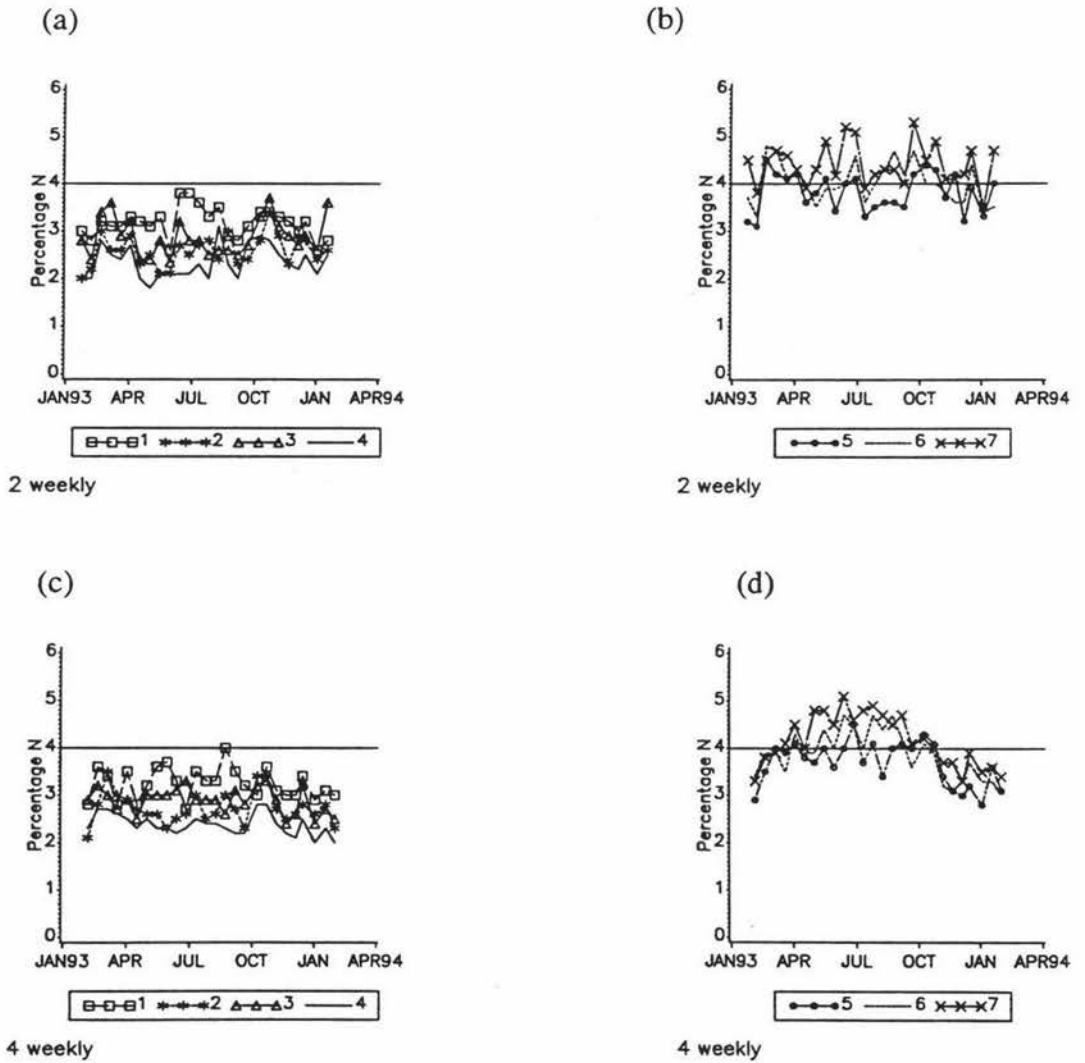 (a)
6
5
4
3
2
1
0
Percentage N
JAN93 APR JUL OCT JAN APR94
1 2 3 4
2 weekly
(b)
6
5
4
3
2
1
0
Percentage N
JAN93 APR JUL OCT JAN APR94
5 6 7
2 weekly
(c)
6
5
4
3
2
1
0
Percentage N
JAN93 APR JUL OCT JAN APR94
1 2 3 4
4 weekly
(d)
6
5
4
3
2
1
0
Percentage N
JAN93 APR JUL OCT JAN APR94
5 6 7
4 weekly